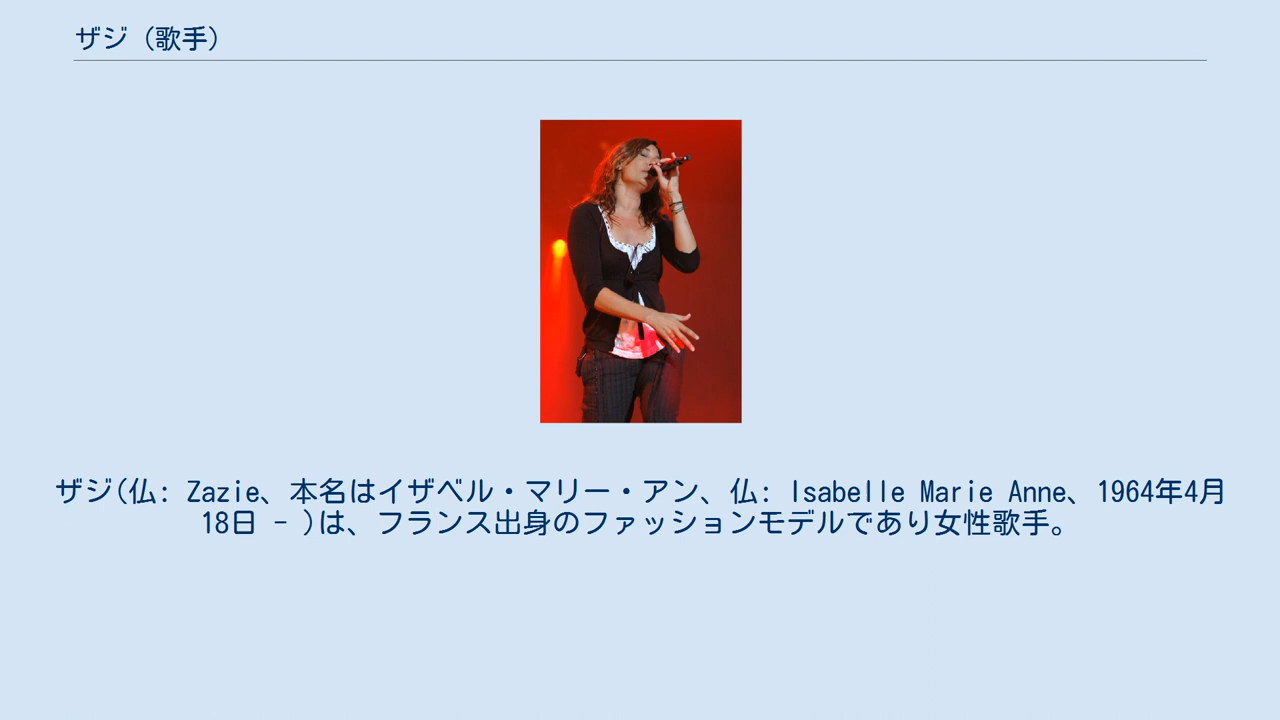 ザジ (歌手)
ザジ(仏: Zazie、本名はイザベル・マリー・アン、仏: Isabelle Marie Anne、1964年4月
18日 - )は、フランス出身のファッションモデルであり女性歌手。